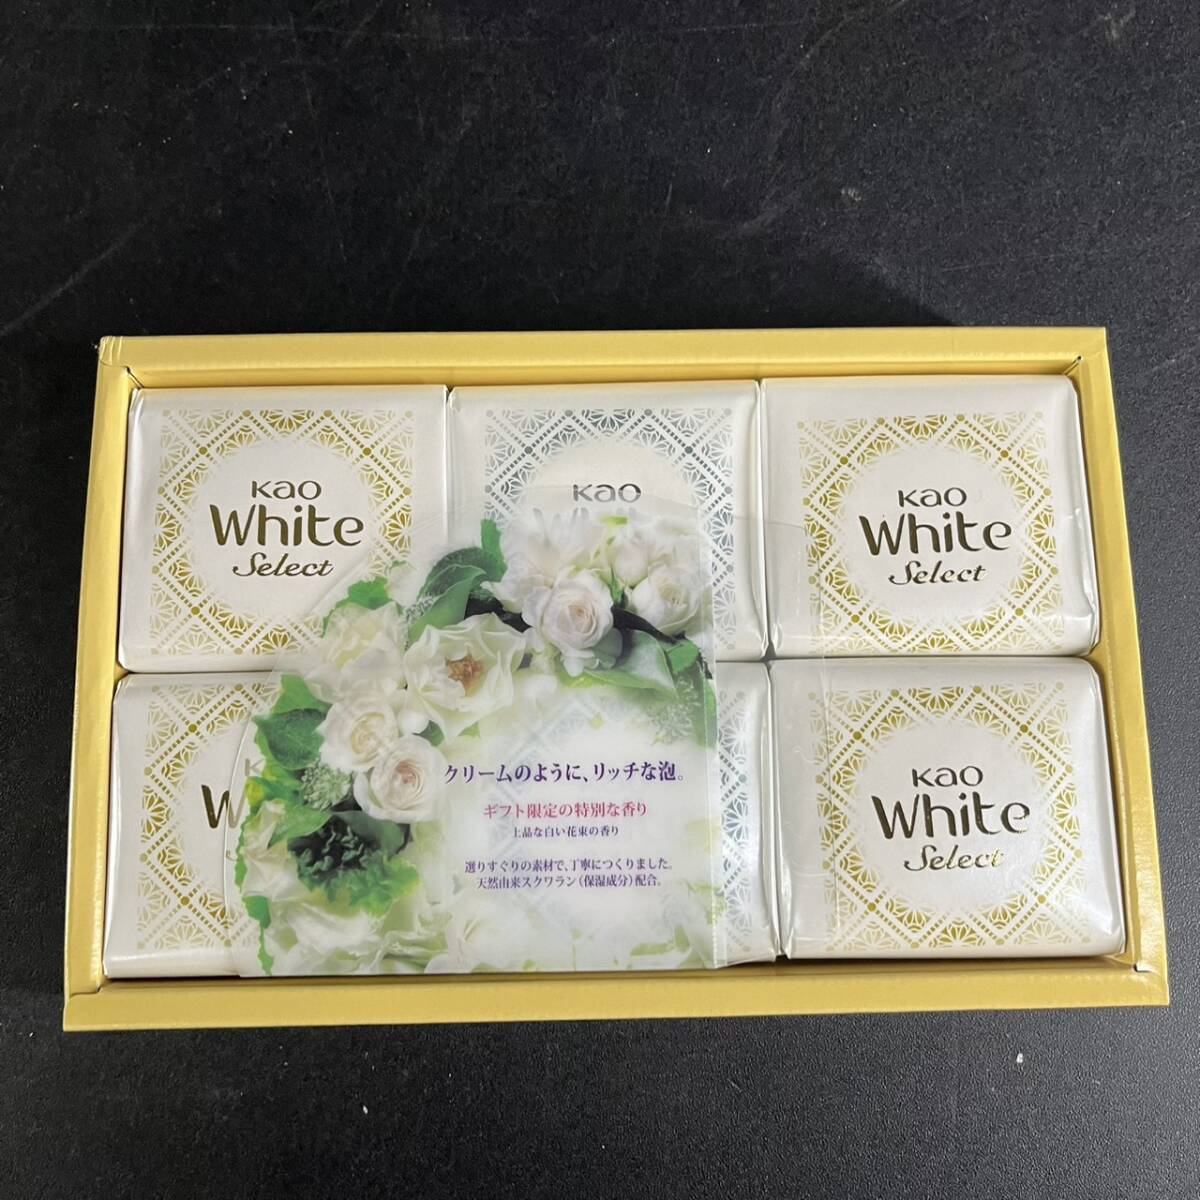 Kao
White
Select
Kao
Kao
White
Select
クリームのように、リッチな泡。
ギフト限定の特別な香り
上品な白い花束の香り
選りすぐりの素材で、丁寧につくりました。
天然由来スクワラン(保湿成分)配合。
Kao
White
Select